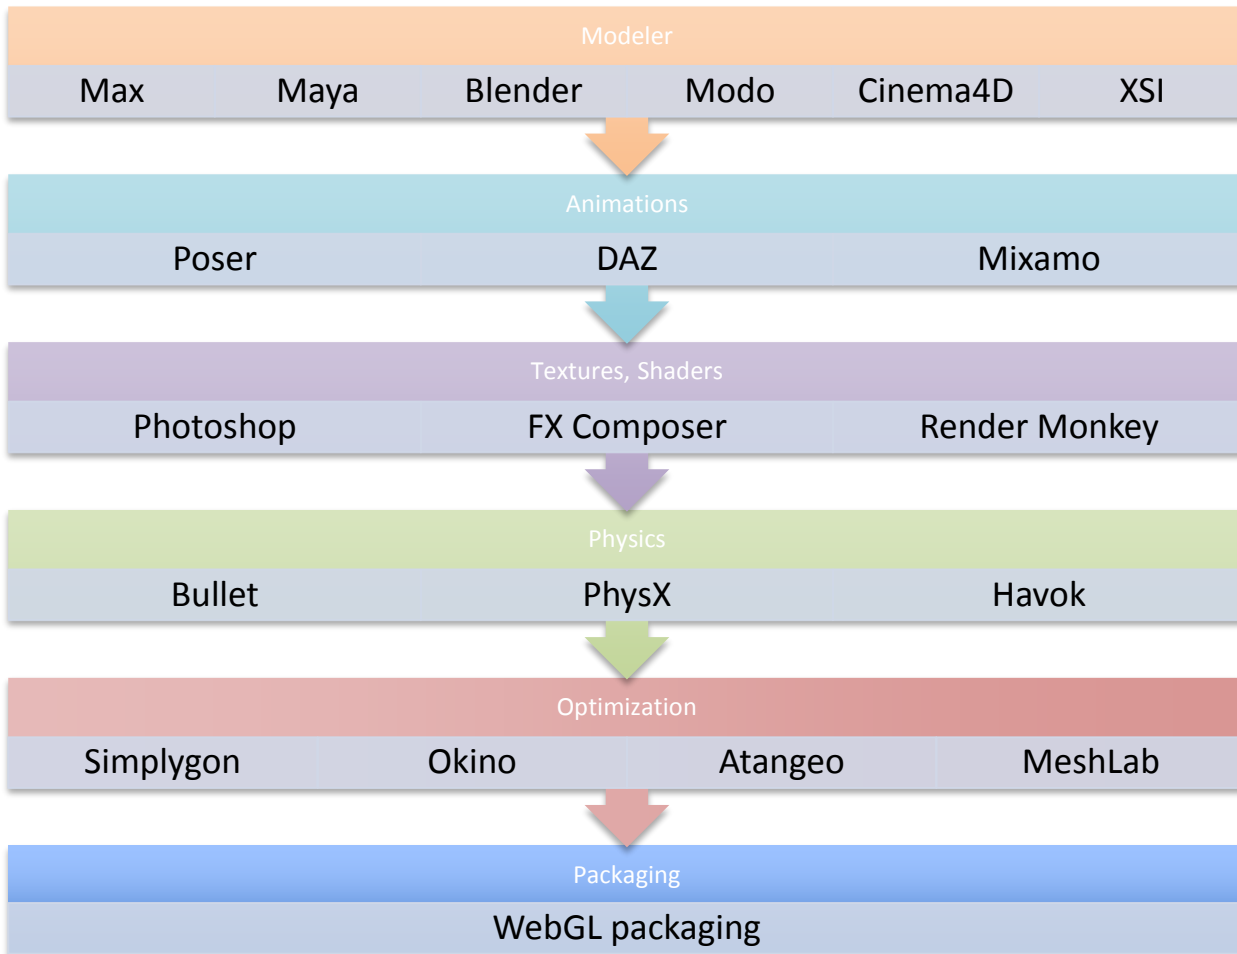 Modeler
Max Maya Blender Modo Cinema4D XSI
Animations
Poser DAZ Mixamo
Textures, Shaders
Photoshop FX Composer Render Monkey
Physics
Bullet PhysX Havok
Optimization
Simplygon Okino Atangeo MeshLab
Packaging
WebGL packaging